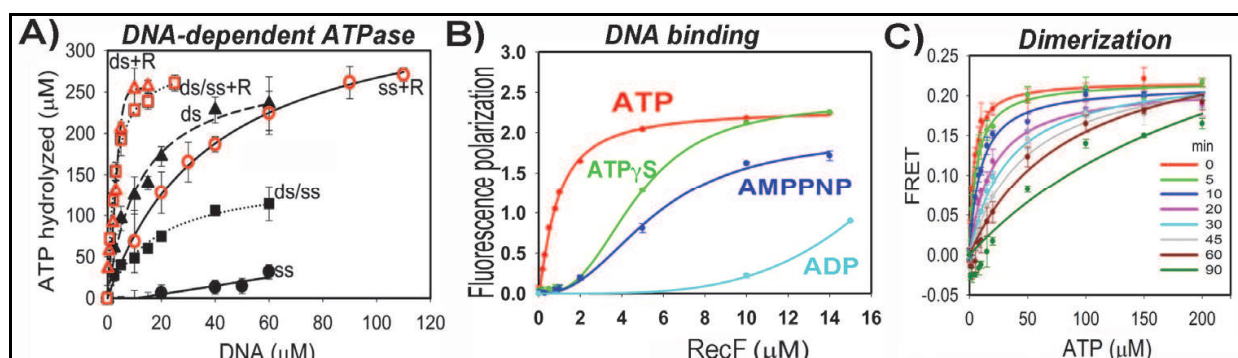 A) DNA-dependent ATPase
ATP hydrolyzed (μM)
300
250
200
150
100
50
0
ds+R
ds/ss+R
ds
ss+R
ds/ss
ss
0 20 40 60 80 100 120
DNA (μM)
B) DNA binding
Fluorescence polarization
3.0
2.5
2.0
1.5
1.0
0.5
0.0
ATP
ATPγS
AMPPNP
ADP
0 2 4 6 8 10 12 14 16
RecF (μM)
C) Dimerization
FRET
0.25
0.20
0.15
0.10
0.05
0.00
-0.05
min
0
5
10
20
30
45
60
90
0 50 100 150 200
ATP (μM)